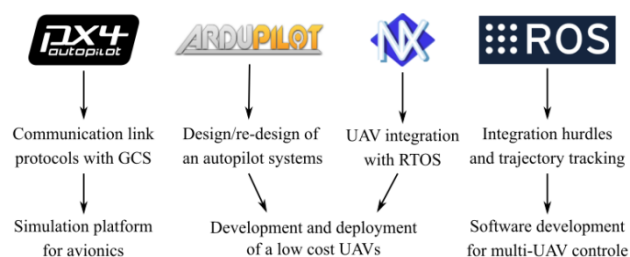 PX4
autopilot
ARDUPILOT
NX
ROS
Communication link
protocols with GCS
Design/re-design of
an autopilot systems
UAV integration
with RTOS
Integration hurdles
and trajectory tracking
Simulation platform
for avionics
Development and deployment
of a low cost UAVs
Software development
for multi-UAV controle